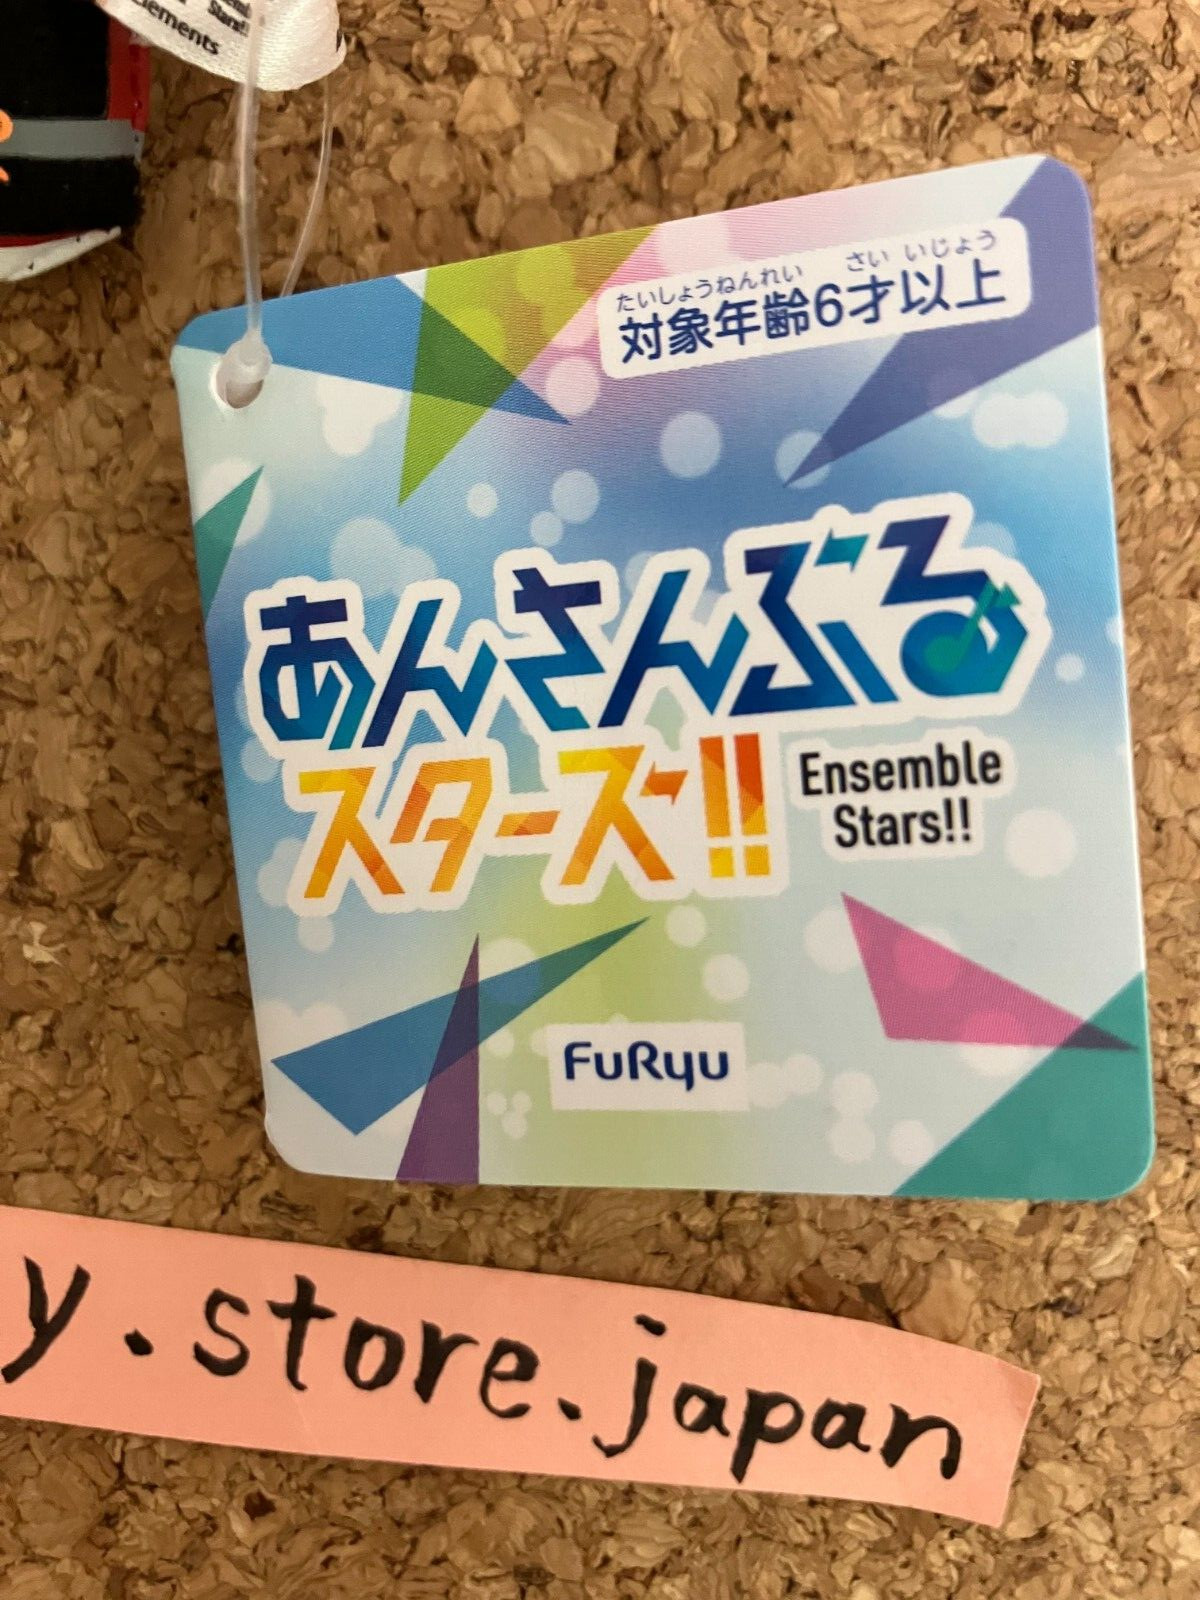 Stars!!
ements
たいしょうねんれい さい いじょう
対象年齢6才以上
あんさんぶる
スターズ!!
Ensemble
Stars!!
FuRyu
y.store.japan